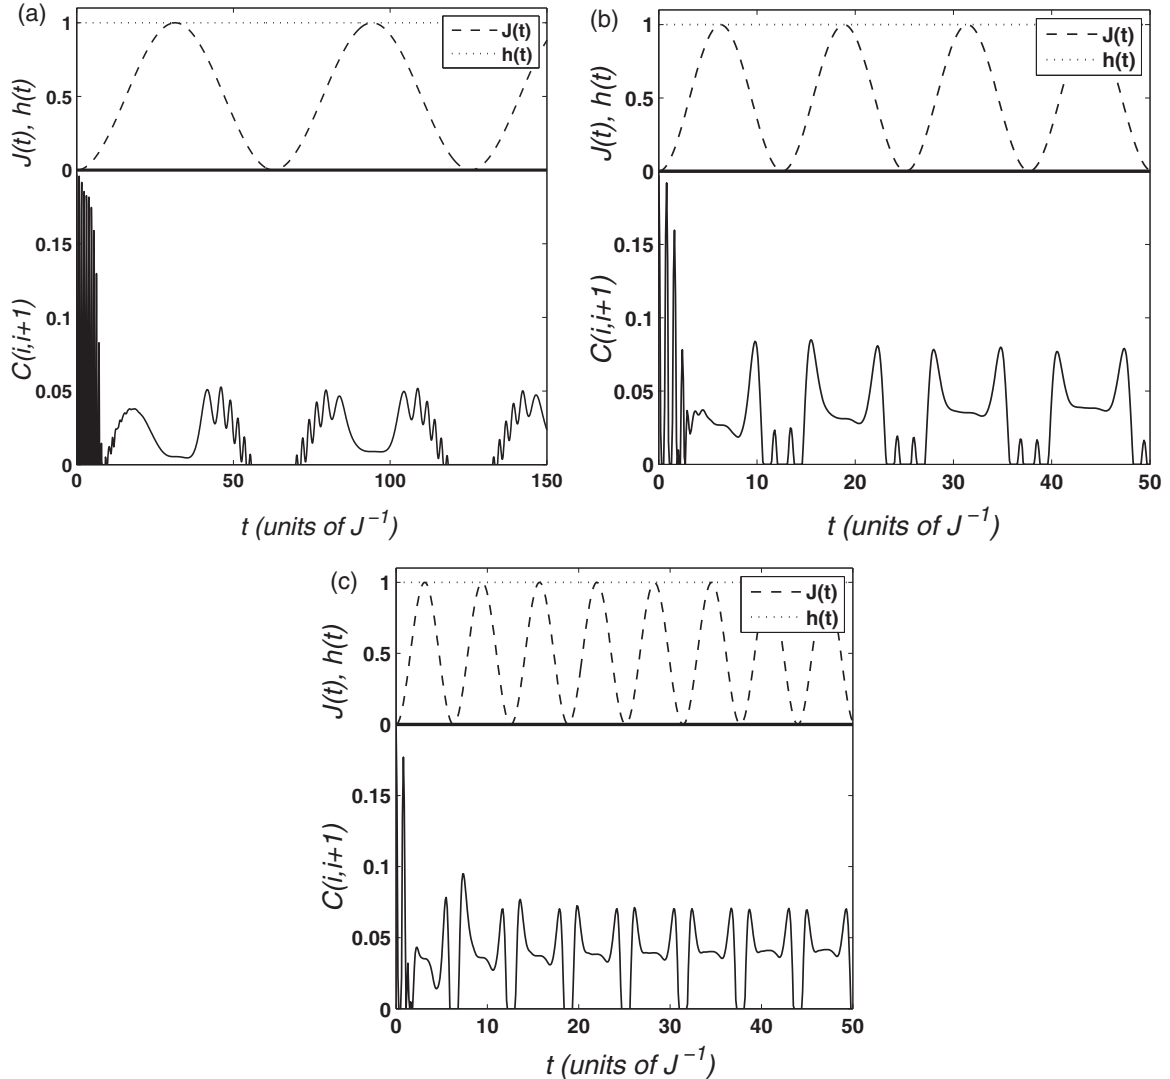 (a)
1
0.5
0
J(t), h(t)
J(t)
h(t)
0.15
0.1
0.05
0
C(i,i+1)
0 50 100 150
t (units of J⁻¹)
(b)
1
0.5
0
J(t), h(t)
J(t)
h(t)
0.15
0.1
0.05
0
C(i,i+1)
0 10 20 30 40 50
t (units of J⁻¹)
(c)
1
0.5
0
J(t), h(t)
J(t)
h(t)
0.15
0.1
0.05
0
C(i,i+1)
0 10 20 30 40 50
t (units of J⁻¹)